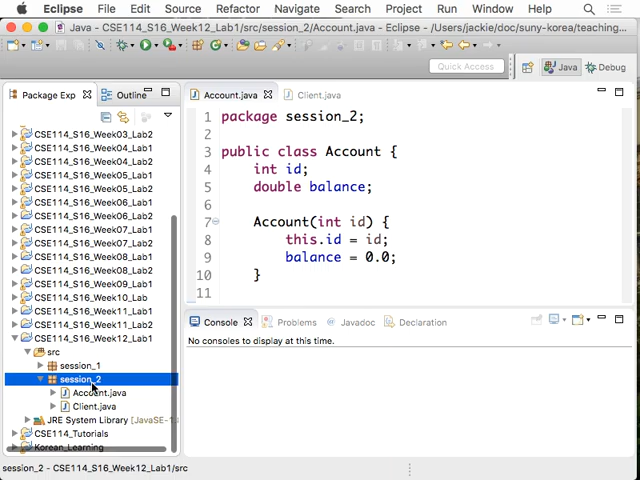 Eclipse File Edit Source Refactor Navigate Search Project Run Window Help
Java - CSE114_S16_Week12_Lab1/src/session_2/Account.java - Eclipse - /Users/jackie/doc/suny-korea/teaching...
Quick Access
Java
Debug
Package Exp
Outline
CSE114_S16_Week03_Lab2
CSE114_S16_Week04_Lab1
CSE114_S16_Week04_Lab2
CSE114_S16_Week05_Lab1
CSE114_S16_Week05_Lab2
CSE114_S16_Week06_Lab1
CSE114_S16_Week06_Lab2
CSE114_S16_Week07_Lab1
CSE114_S16_Week07_Lab2
CSE114_S16_Week08_Lab1
CSE114_S16_Week08_Lab2
CSE114_S16_Week09_Lab1
CSE114_S16_Week10_Lab
CSE114_S16_Week11_Lab1
CSE114_S16_Week11_Lab2
CSE114_S16_Week12_Lab1
src
session_1
session_2
Account.java
Client.java
JRE System Library [JavaSE-1
CSE114_Tutorials
Korean_Learning
Account.java
Client.java
1 package session_2;
2
3 public class Account {
4 int id;
5 double balance;
6
7 Account(int id) {
8 this.id = id;
9 balance = 0.0;
10 }
11
Console Problems Javadoc Declaration
No consoles to display at this time.
session_2 - CSE114_S16_Week12_Lab1/src